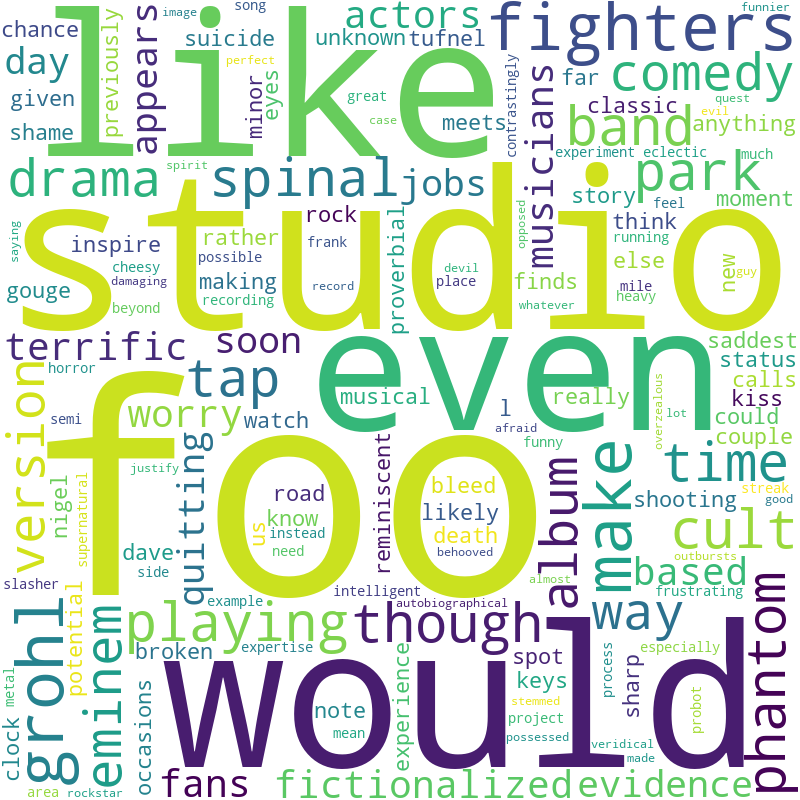 like
studio
foo
would
even
fighters
image
song
funnier
chance
suicide
actors
unknown
tufnel
perfect
day
previously
appears
minor
eyes
great
contrastingly
far
comedy
given
meets
classic
quest
evil
shame
case
musicians
band
anything
spirit
experiment
eclectic
much
drama
spinal
jobs
park
story
feel
moment
rock
think
saying
inspire
rather
frank
proverbial
opposed
running
cheesy
possible
devil
else
new
guy
damaging
making
record
place
finds
mile
gouge
recording
whatever
heavy
beyond
terrific
soon
saddest
horror
tap
status
calls
version
musical
really
kiss
overzealous
semi
worry
watch
l
afraid
could
lot
couple
funny
justify
quitting
reminiscent
make
time
nigel
supernatural
road
bleed
album
shooting
streak
know
likely
good
us
instead
death
cult
dave
need
behooved
outbursts
side
based
slasher
almost
frustrating
potential
intelligent
example
autobiographical
way
phantom
grohl
eminem
playing
though
broken
expertise
experience
spot
especially
process
sharp
clock
metal
occasions
note
keys
stemmed
mean
project
probot
possessed
veridical
made
area
rockstar
fans
fictionalized
evidence